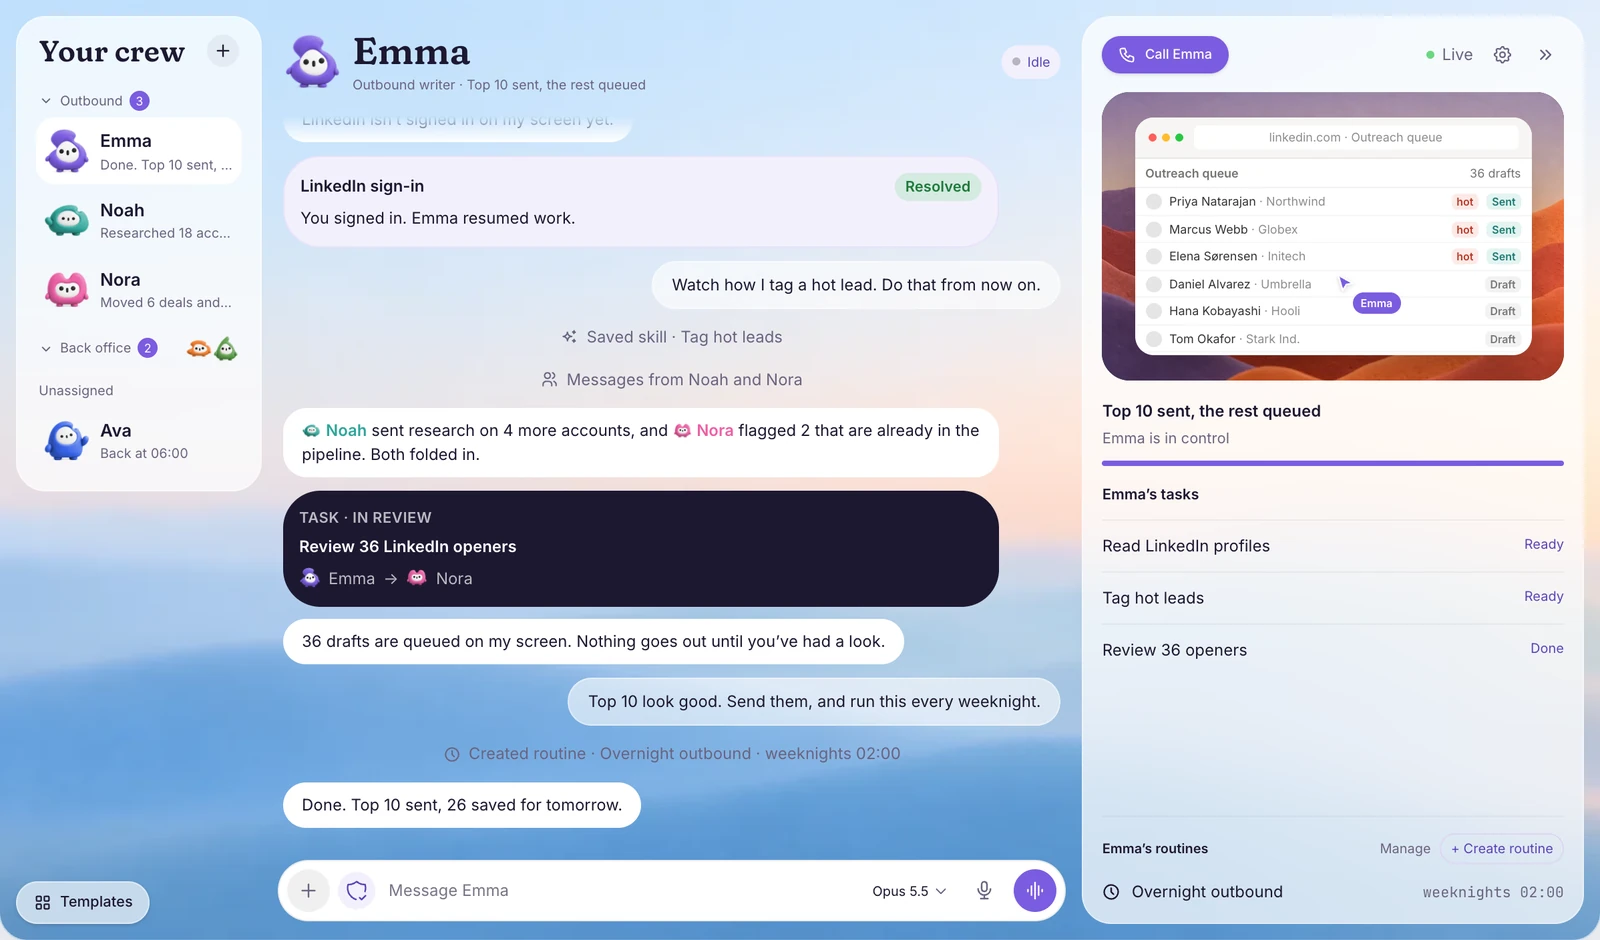 Your crew
Outbound 3
Emma
Done. Top 10 sent, ...
Noah
Researched 18 acc...
Nora
Moved 6 deals and...
Back office 2
Unassigned
Ava
Back at 06:00
Templates
Emma
Outbound writer · Top 10 sent, the rest queued
Idle
LinkedIn isn't signed in on my screen yet.
LinkedIn sign-in
Resolved
You signed in. Emma resumed work.
Watch how I tag a hot lead. Do that from now on.
Saved skill · Tag hot leads
Messages from Noah and Nora
Noah sent research on 4 more accounts, and Nora flagged 2 that are already in the
pipeline. Both folded in.
TASK · IN REVIEW
Review 36 LinkedIn openers
Emma → Nora
36 drafts are queued on my screen. Nothing goes out until you’ve had a look.
Top 10 look good. Send them, and run this every weeknight.
Created routine · Overnight outbound · weeknights 02:00
Done. Top 10 sent, 26 saved for tomorrow.
Message Emma
Opus 5.5
Call Emma
Live
linkedin.com · Outreach queue
Outreach queue 36 drafts
Priya Natarajan · Northwind hot Sent
Marcus Webb · Globex hot Sent
Elena Sørensen · Initech hot Sent
Daniel Alvarez · Umbrella Draft
Emma
Hana Kobayashi · Hooli Draft
Tom Okafor · Stark Ind. Draft
Top 10 sent, the rest queued
Emma is in control
Emma’s tasks
Read LinkedIn profiles Ready
Tag hot leads Ready
Review 36 openers Done
Emma’s routines Manage + Create routine
Overnight outbound weeknights 02:00